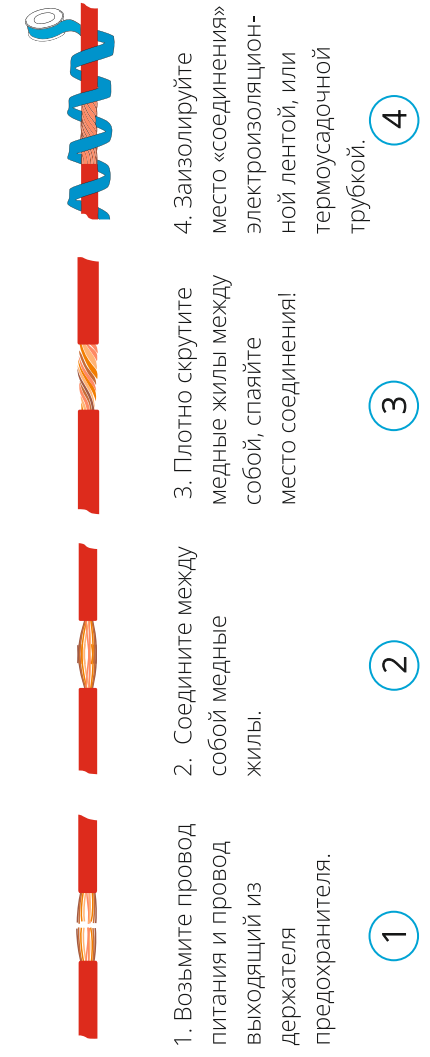 1. Возьмите провод
питания и провод
выходящий из
держателя
предохранителя.
1
2. Соедините между
собой медные
жилы.
2
3. Плотно скрутите
медные жилы между
собой, спаяйте
место соединения!
3
4. Заизолируйте
место «соединения»
электроизоляцион-
ной лентой, или
термоусадочной
трубкой.
4